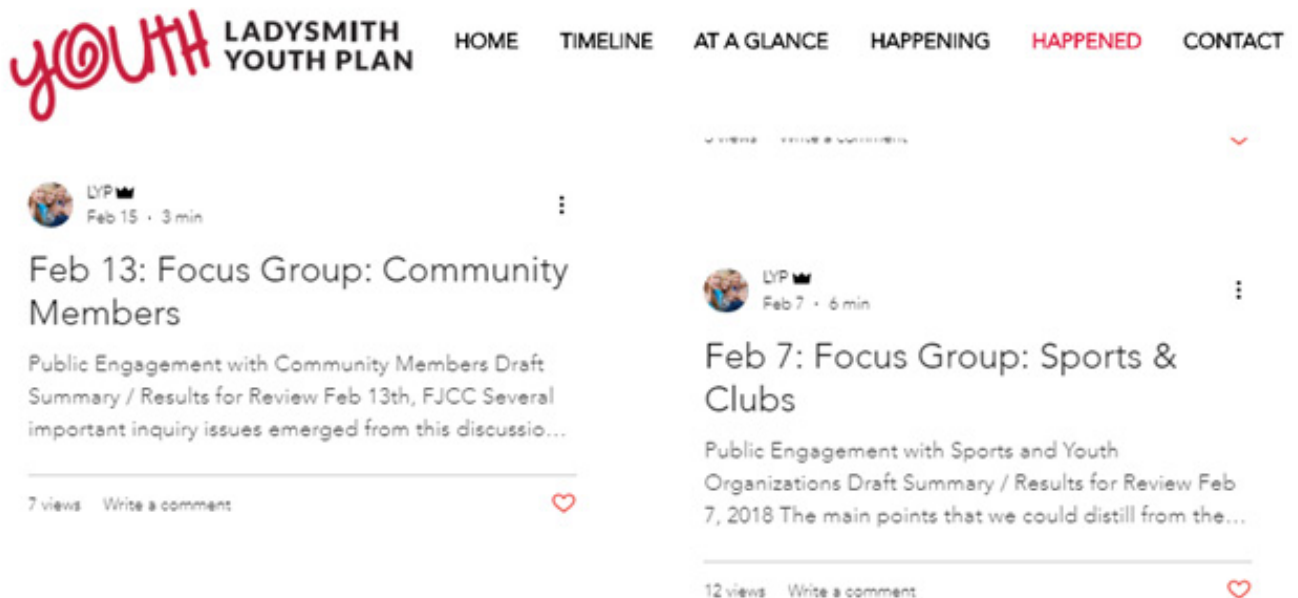 YOUTH LADYSMITH
YOUTH PLAN
HOME TIMELINE AT A GLANCE HAPPENING HAPPENED CONTACT
LYP
Feb 15 · 3 min
Feb 13: Focus Group: Community
Members
Public Engagement with Community Members Draft
Summary / Results for Review Feb 13th, FJCC Several
important inquiry issues emerged from this discussio...
7 views Write a comment
views Write a comment
LYP
Feb 7 · 6 min
Feb 7: Focus Group: Sports &
Clubs
Public Engagement with Sports and Youth
Organizations Draft Summary / Results for Review Feb
7, 2018 The main points that we could distill from the...
12 views Write a comment